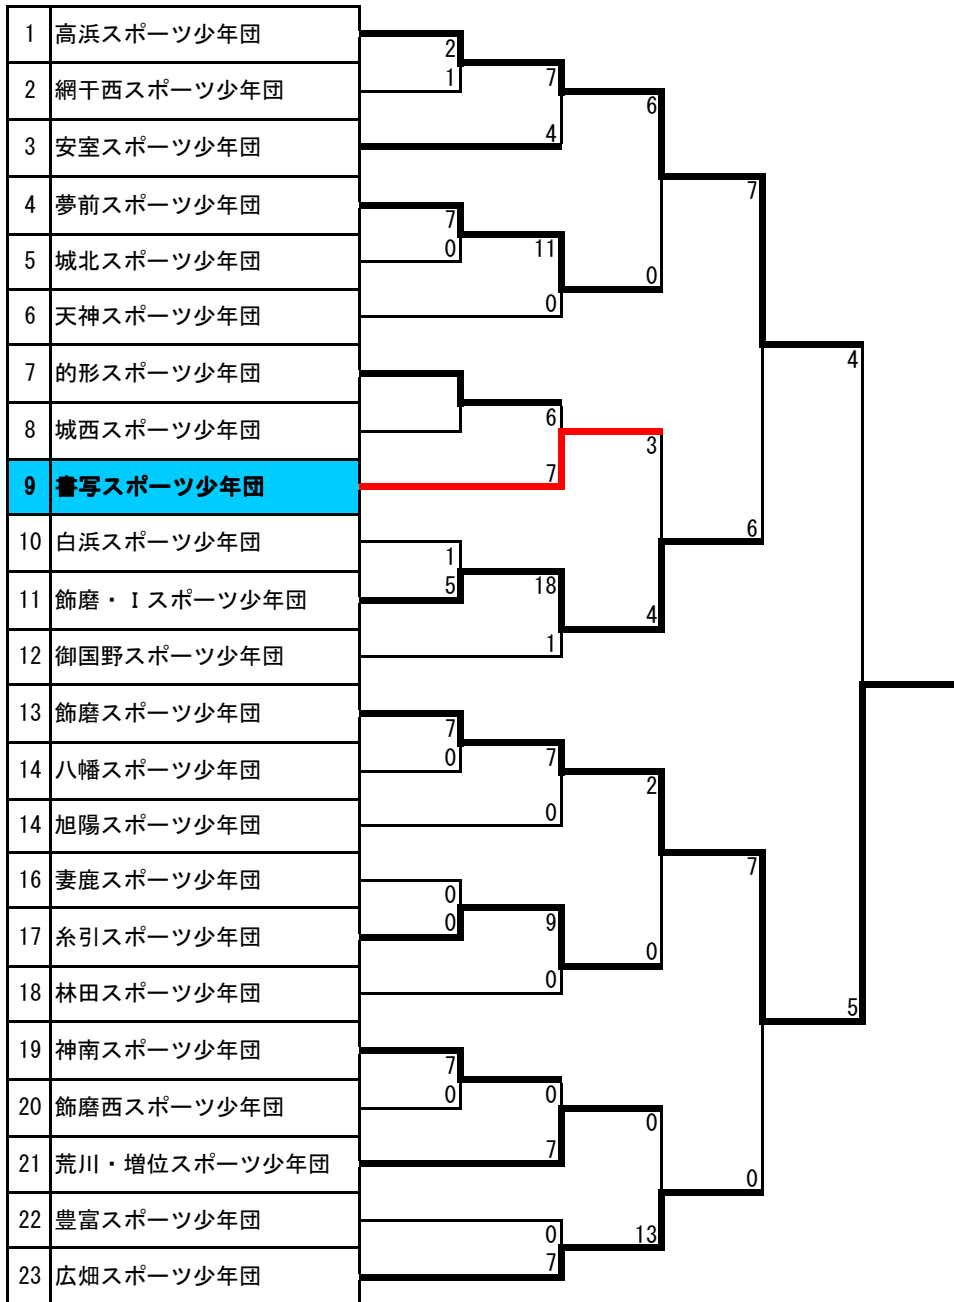 1 高浜スポーツ少年団
2 網干西スポーツ少年団
3 安室スポーツ少年団
4 夢前スポーツ少年団
5 城北スポーツ少年団
6 天神スポーツ少年団
7 的形スポーツ少年団
8 城西スポーツ少年団
9 書写スポーツ少年団
10 白浜スポーツ少年団
11 飾磨・Ｉスポーツ少年団
12 御国野スポーツ少年団
13 飾磨スポーツ少年団
14 八幡スポーツ少年団
14 旭陽スポーツ少年団
16 妻鹿スポーツ少年団
17 糸引スポーツ少年団
18 林田スポーツ少年団
19 神南スポーツ少年団
20 飾磨西スポーツ少年団
21 荒川・増位スポーツ少年団
22 豊富スポーツ少年団
23 広畑スポーツ少年団
2
1
7
0
1
5
7
0
0
0
7
0
7
4
11
0
6
7
18
1
7
0
9
0
0
7
0
7
6
0
3
4
2
0
0
13
7
6
7
0
4
5